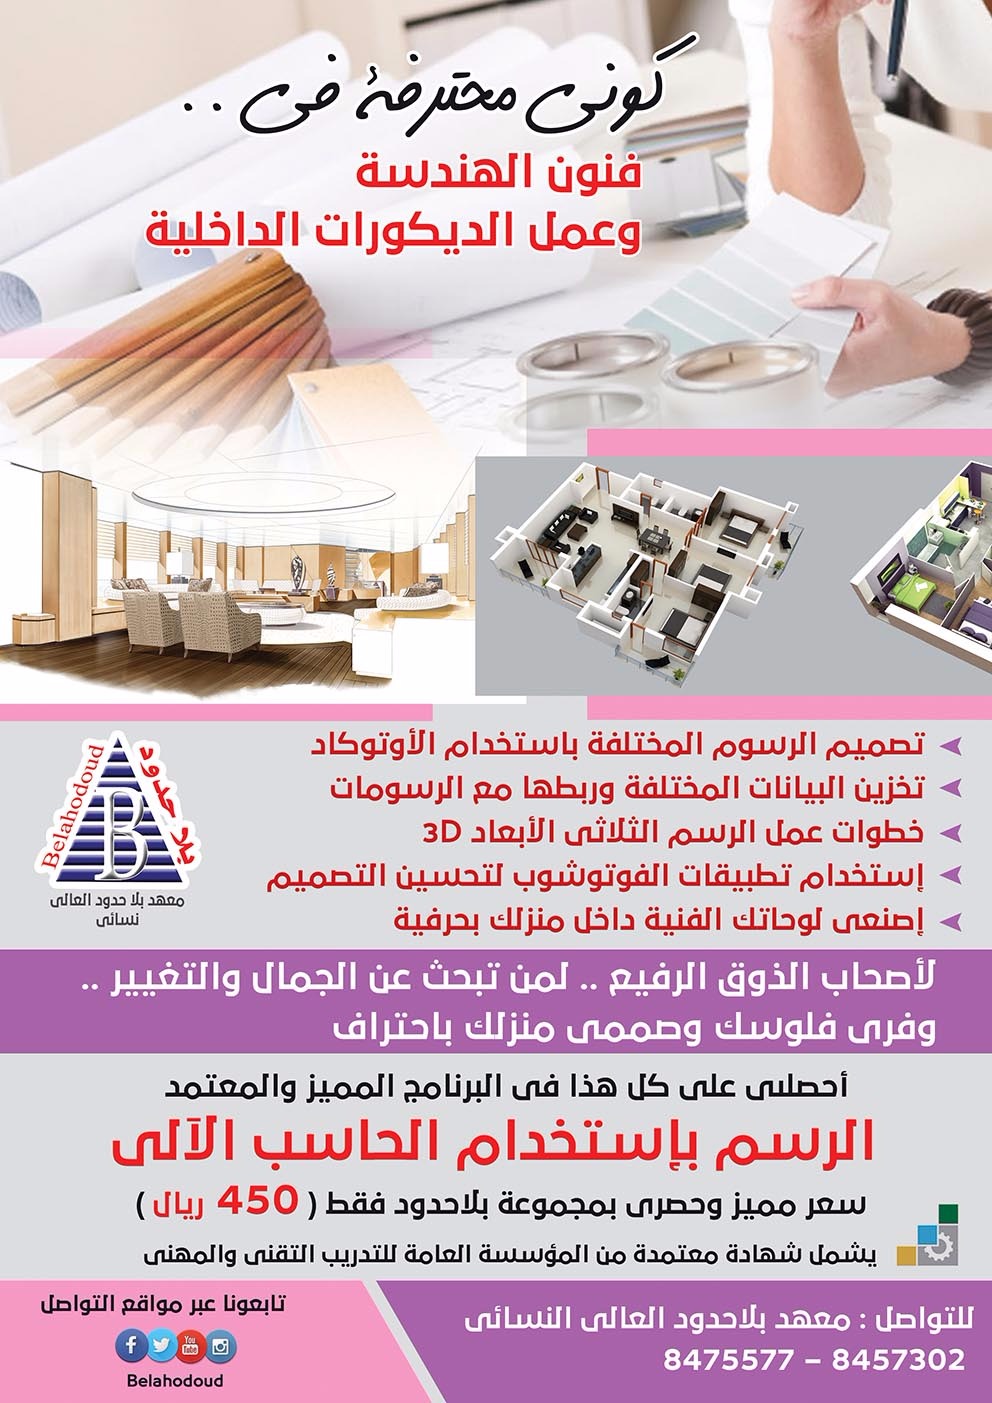 كونى محترفة فى ..
فنون الهندسة
وعمل الديكورات الداخلية
تصميم الرسوم المختلفة باستخدام الأوتوكاد
تخزين البيانات المختلفة وربطها مع الرسومات
خطوات عمل الرسم الثلاثى الأبعاد 3D
إستخدام تطبيقات الفوتوشوب لتحسين التصميم
إصنعى لوحاتك الفنية داخل منزلك بحرفية
Belahodoud
بلا حدود
B
معهد بلا حدود العالى
نسائى
لأصحاب الذوق الرفيع .. لمن تبحث عن الجمال والتغيير ..
وفرى فلوسك وصممى منزلك باحتراف
أحصلى على كل هذا فى البرنامج المميز والمعتمد
الرسم بإستخدام الحاسب الآلى
سعر مميز وحصرى بمجموعة بلاحدود فقط ( 450 ريال )
يشمل شهادة معتمدة من المؤسسة العامة للتدريب التقنى والمهنى
للتواصل : معهد بلاحدود العالى النسائى
8475577 – 8457302
تابعونا عبر مواقع التواصل
You
Tube
Belahodoud